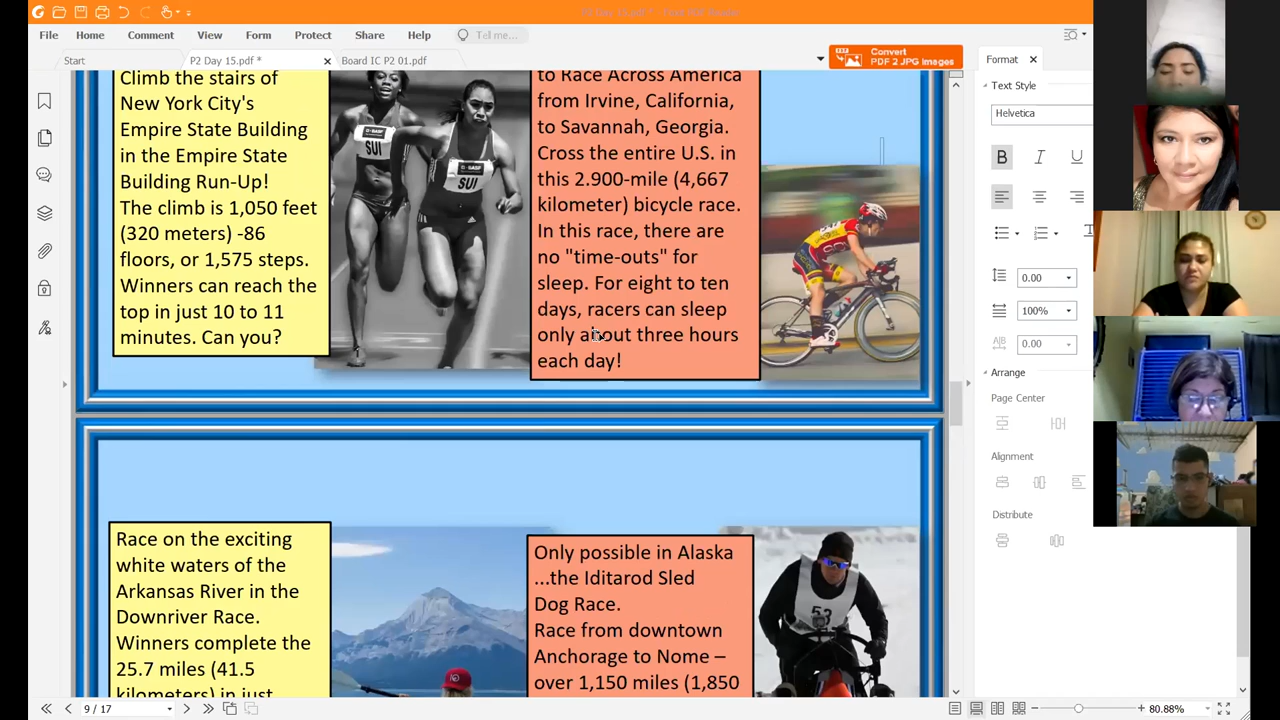 File Home Comment View Form Protect Share Help Tell me...
Convert
PDF 2 JPG Images
Start P2 Day 15.pdf * Board IC P2 01.pdf
Format
Text Style
Helvetica
B I U
0.00
100%
0.00
Arrange
Page Center
Alignment
Distribute
Climb the stairs of
New York City's
Empire State Building
in the Empire State
Building Run-Up!
The climb is 1,050 feet
(320 meters) -86
floors, or 1,575 steps.
Winners can reach the
top in just 10 to 11
minutes. Can you?
SUI
SUI
to Race Across America
from Irvine, California,
to Savannah, Georgia.
Cross the entire U.S. in
this 2.900-mile (4,667
kilometer) bicycle race.
In this race, there are
no "time-outs" for
sleep. For eight to ten
days, racers can sleep
only about three hours
each day!
Race on the exciting
white waters of the
Arkansas River in the
Downriver Race.
Winners complete the
25.7 miles (41.5
kilometers) in just
Only possible in Alaska
...the Iditarod Sled
Dog Race.
Race from downtown
Anchorage to Nome –
over 1,150 miles (1,850
53
9 / 17
80.88%